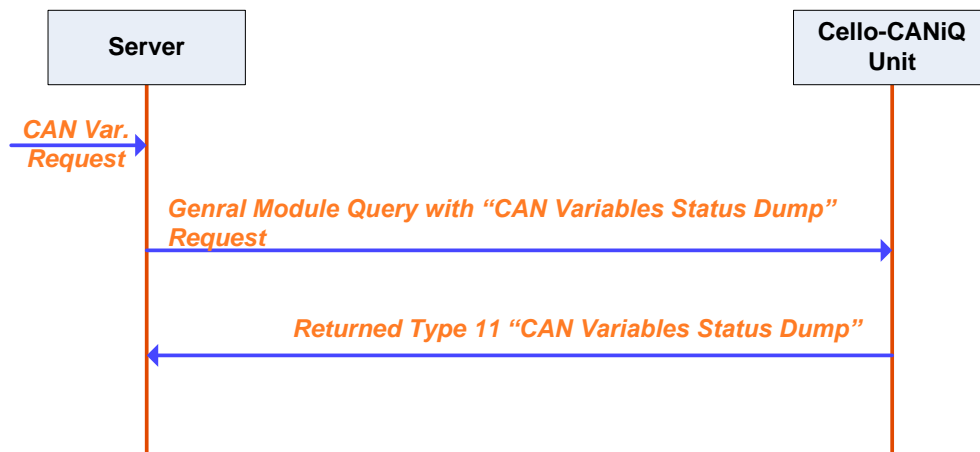 Server
Cello-CANiQ
Unit
CAN Var.
Request
Genral Module Query with “CAN Variables Status Dump”
Request
Returned Type 11 “CAN Variables Status Dump”